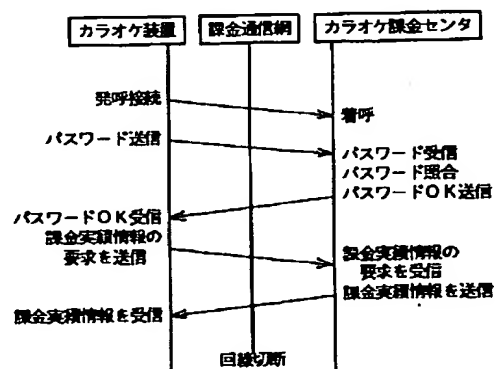 カラオケ装置
課金通信網
カラオケ課金センタ
発呼接続
着呼
パスワード送信
パスワード受信
パスワード照合
パスワードOK送信
パスワードOK受信
課金実績情報の
要求を送信
課金実績情報の
要求を受信
課金実績情報を送信
課金実績情報を受信
回線切断